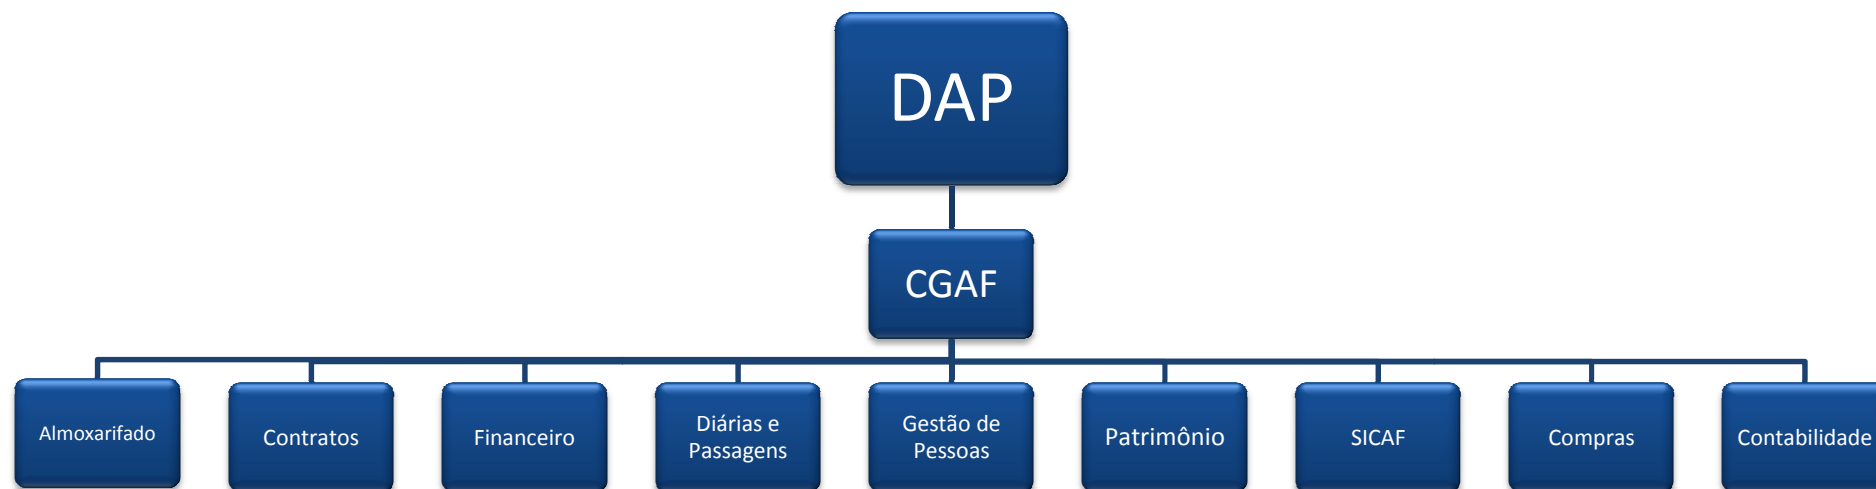 DAP
CGAF
Almoxarifado
Contratos
Financeiro
Diárias e
Passagens
Gestão de
Pessoas
Patrimônio
SICAF
Compras
Contabilidade